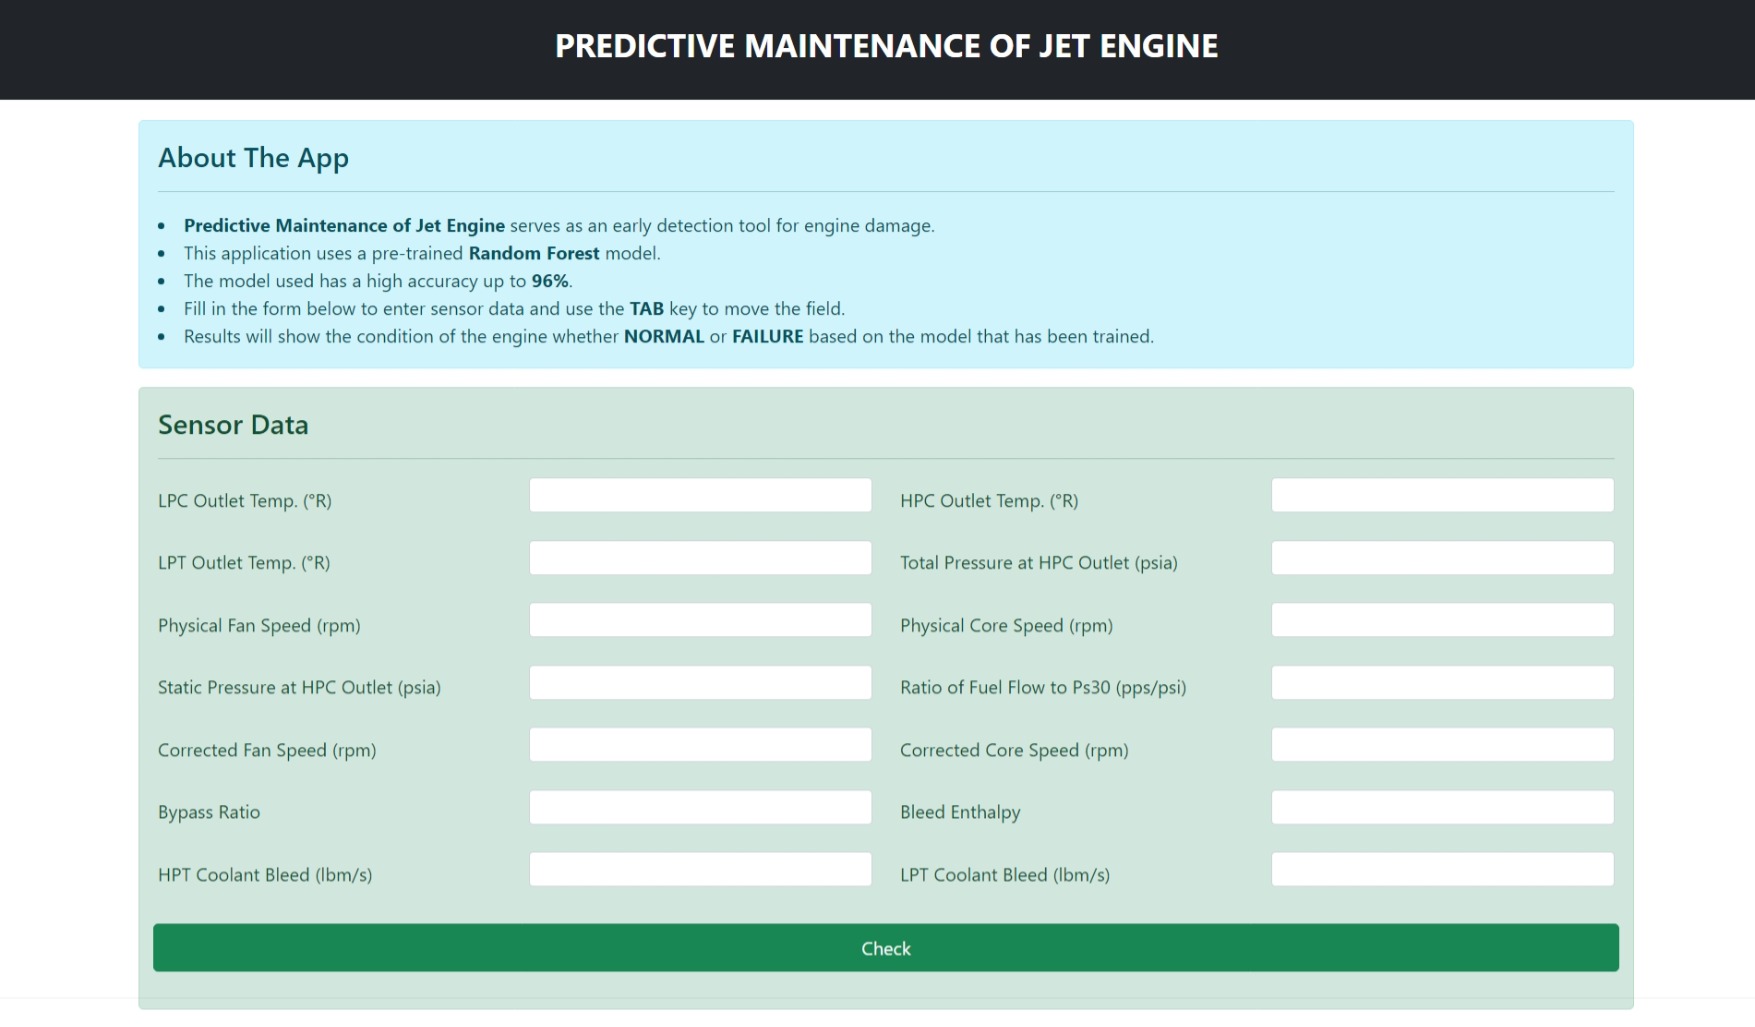 PREDICTIVE MAINTENANCE OF JET ENGINE
About The App
Predictive Maintenance of Jet Engine serves as an early detection tool for engine damage.
This application uses a pre-trained Random Forest model.
The model used has a high accuracy up to 96%.
Fill in the form below to enter sensor data and use the TAB key to move the field.
Results will show the condition of the engine whether NORMAL or FAILURE based on the model that has been trained.
Sensor Data
LPC Outlet Temp. (°R)
HPC Outlet Temp. (°R)
LPT Outlet Temp. (°R)
Total Pressure at HPC Outlet (psia)
Physical Fan Speed (rpm)
Physical Core Speed (rpm)
Static Pressure at HPC Outlet (psia)
Ratio of Fuel Flow to Ps30 (pps/psi)
Corrected Fan Speed (rpm)
Corrected Core Speed (rpm)
Bypass Ratio
Bleed Enthalpy
HPT Coolant Bleed (lbm/s)
LPT Coolant Bleed (lbm/s)
Check